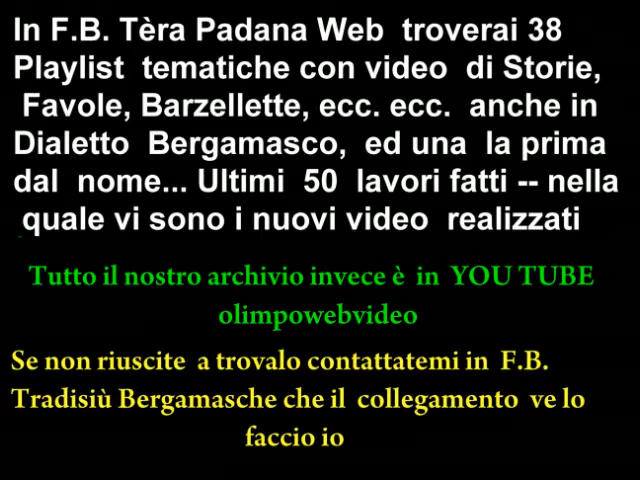 In F.B. Tèra Padana Web troverai 38
Playlist tematiche con video di Storie,
Favole, Barzellette, ecc. ecc. anche in
Dialetto Bergamasco, ed una la prima
dal nome... Ultimi 50 lavori fatti -- nella
quale vi sono i nuovi video realizzati
Tutto il nostro archivio invece è in YOU TUBE
olimpowebvideo
Se non riuscite a trovalo contattatemi in F.B.
Tradisiù Bergamasche che il collegamento ve lo
faccio io